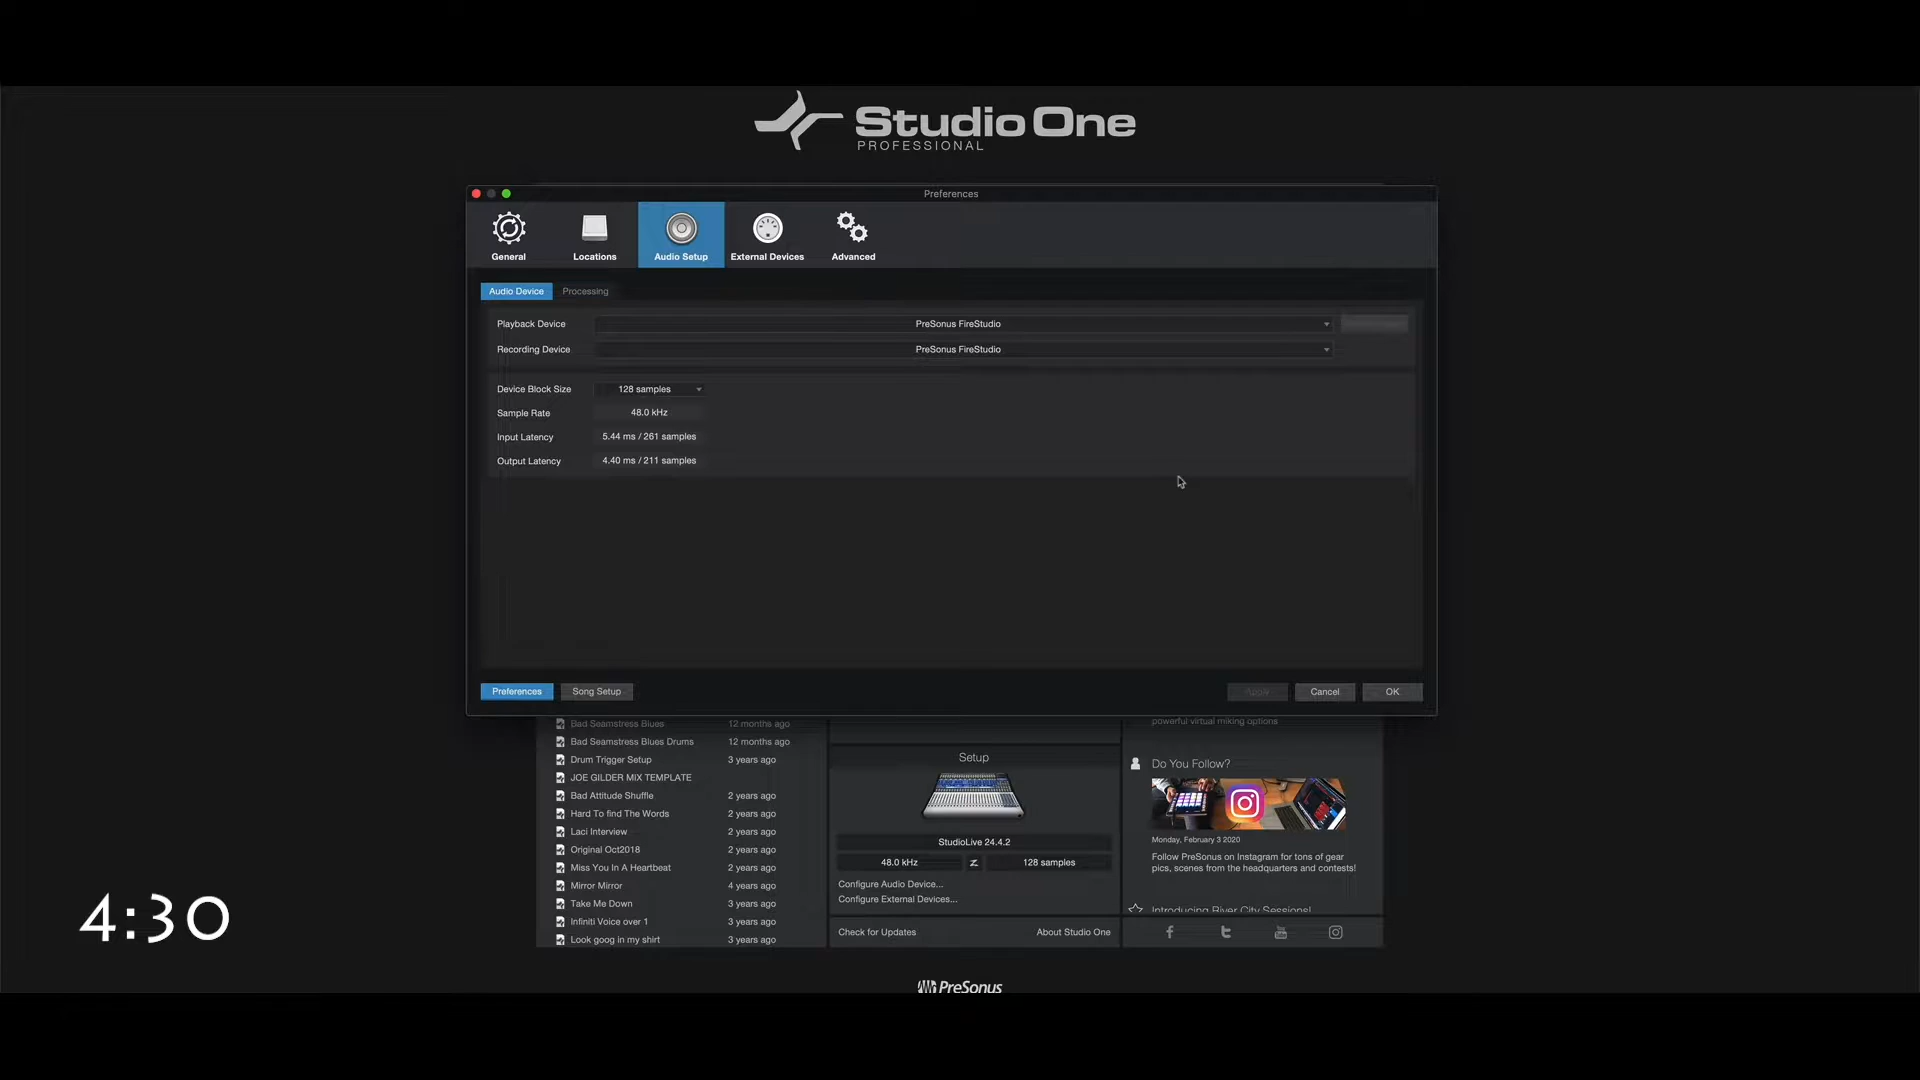 Studio One
PROFESSIONAL
Preferences
General
Locations
Audio Setup
External Devices
Advanced
Audio Device
Processing
Playback Device
PreSonus FireStudio
Recording Device
PreSonus FireStudio
Device Block Size
128 samples
Sample Rate
48.0 kHz
Input Latency
5.44 ms / 261 samples
Output Latency
4.40 ms / 211 samples
Preferences
Song Setup
Apply
Cancel
OK
Bad Seamstress Blues
12 months ago
Bad Seamstress Blues Drums
12 months ago
Drum Trigger Setup
3 years ago
JOE GILDER MIX TEMPLATE
Bad Attitude Shuffle
2 years ago
Hard To find The Words
2 years ago
Laci Interview
2 years ago
Original Oct2018
2 years ago
Miss You In A Heartbeat
2 years ago
Mirror Mirror
4 years ago
Take Me Down
3 years ago
Infiniti Voice over 1
3 years ago
Look goog in my shirt
3 years ago
Setup
StudioLive 24.4.2
48.0 kHz
128 samples
Configure Audio Device...
Configure External Devices...
Check for Updates
About Studio One
powerful virtual miking options
Do You Follow?
Monday, February 3 2020
Follow PreSonus on Instagram for tons of gear
pics, scenes from the headquarters and contests!
Introducing River City Sessions!
4:30
PreSonus